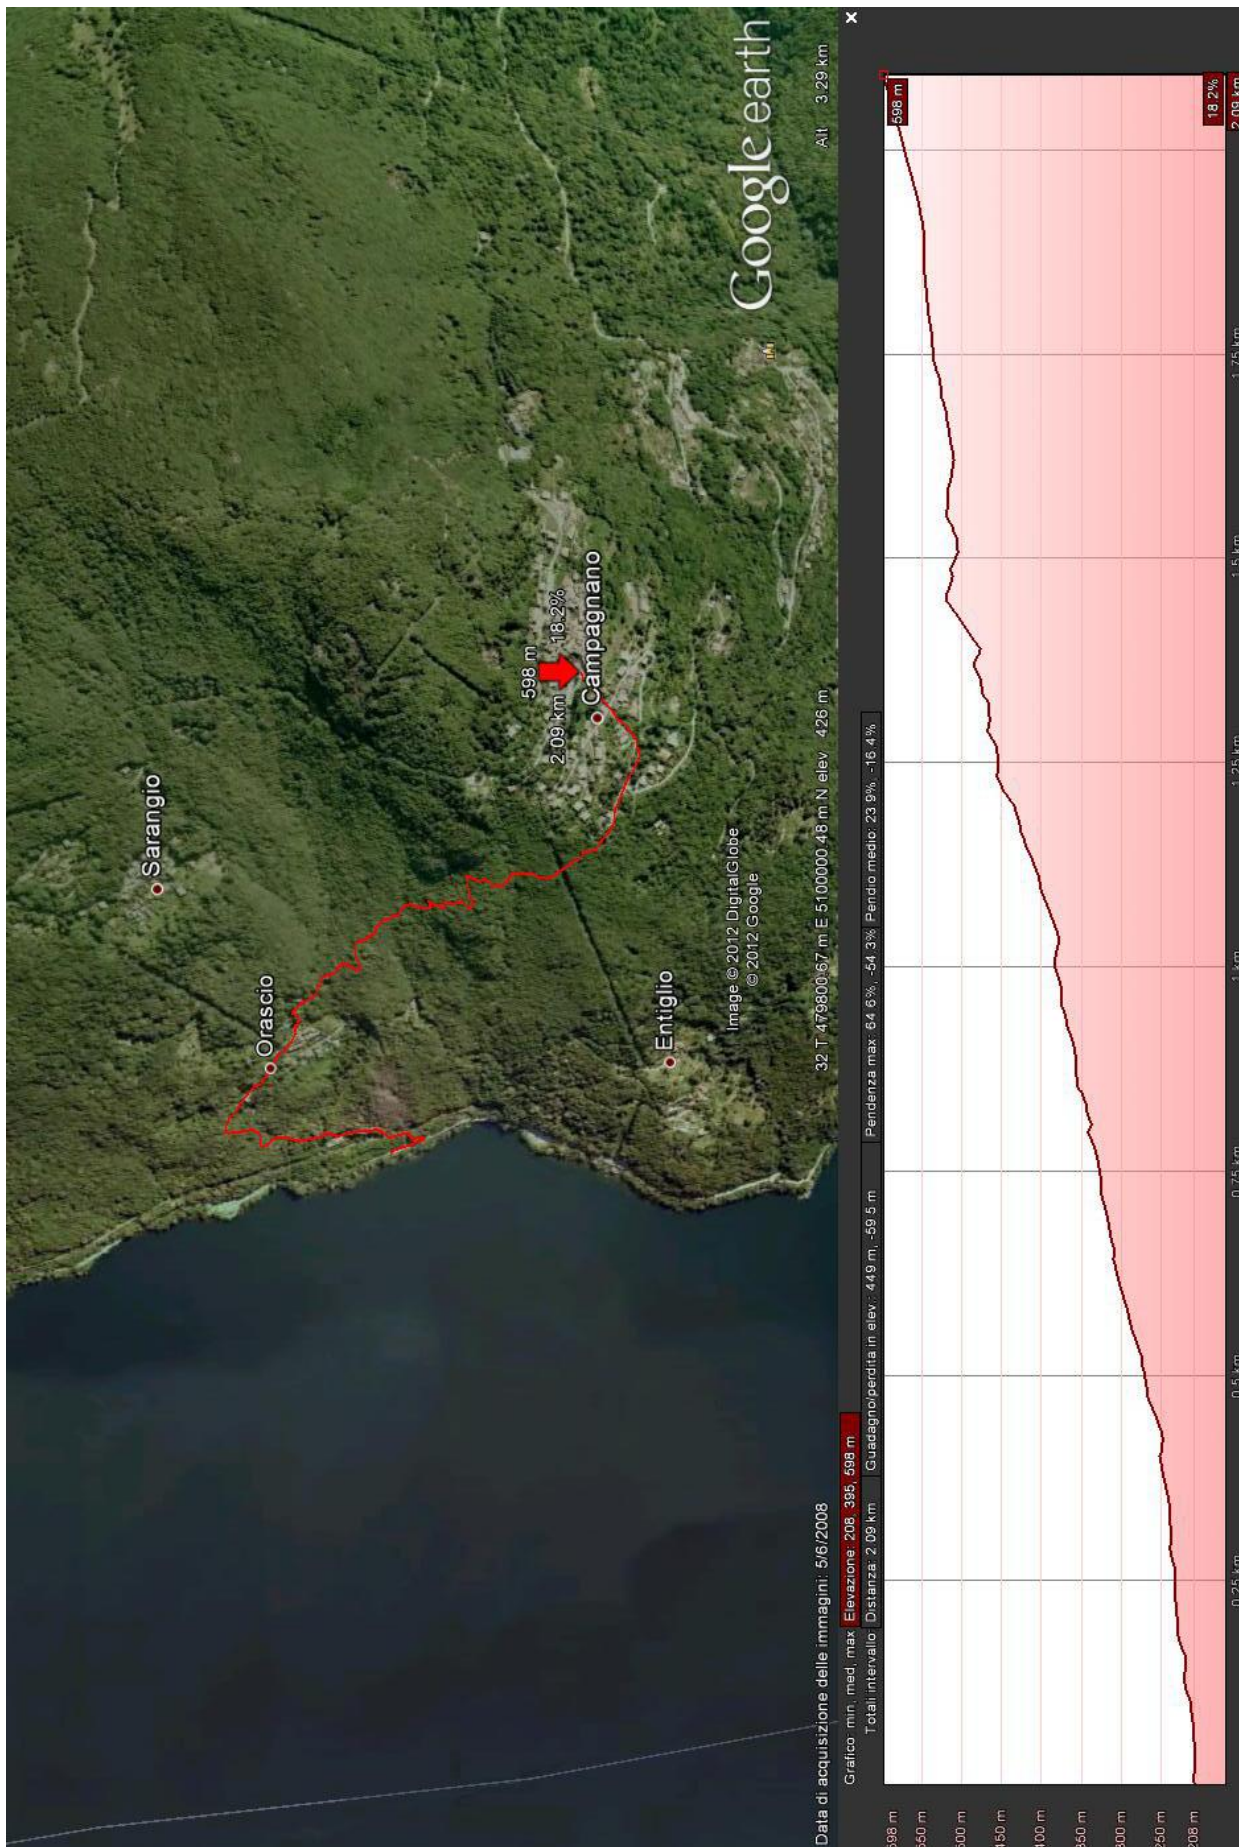 Sarangio
Orascio
598 m
2.09 km 18.2%
Campagnano
Entiglio
Image © 2012 DigitalGlobe
© 2012 Google
Google earth
Data di acquisizione delle immagini: 5/6/2008 32 T 479800.67 m E 5100000.48 m N elev 426 m Alt 3.29 km
Grafico: min, med, max Elevazione: 208, 395, 598 m
Totali intervallo: Distanza: 2.09 km Guadagno/perdita in elev.: 449 m, -59.5 m Pendenza max: 64.6%, -54.3% Pendio medio: 23.9%, -16.4%
598 m
550 m
500 m
450 m
400 m
350 m
300 m
250 m
208 m
598 m
18.2%
0.25 km 0.5 km 0.75 km 1 km 1.25 km 1.5 km 1.75 km 2.09 km